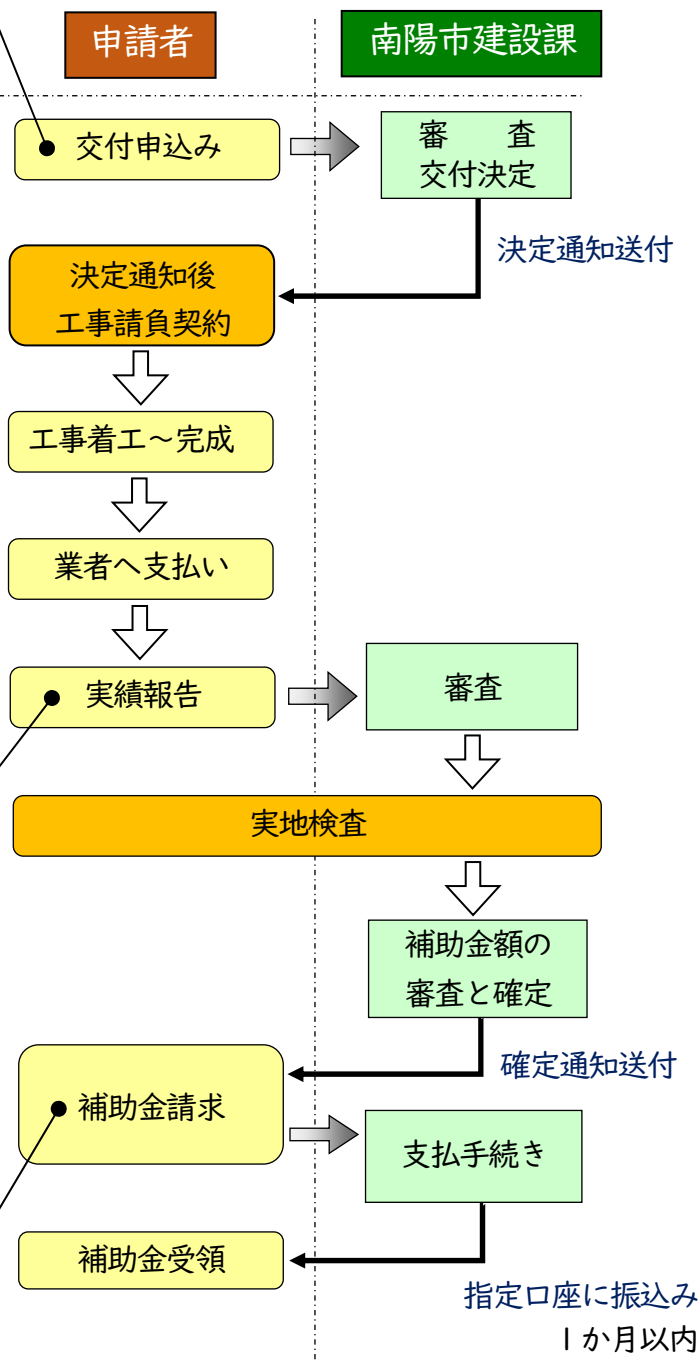 申請者
南陽市建設課
交付申込み
審　査
交付決定
決定通知送付
決定通知後
工事請負契約
工事着工～完成
業者へ支払い
実績報告
審査
実地検査
補助金額の
審査と確定
確定通知送付
補助金請求
支払手続き
補助金受領
指定口座に振込み
1か月以内